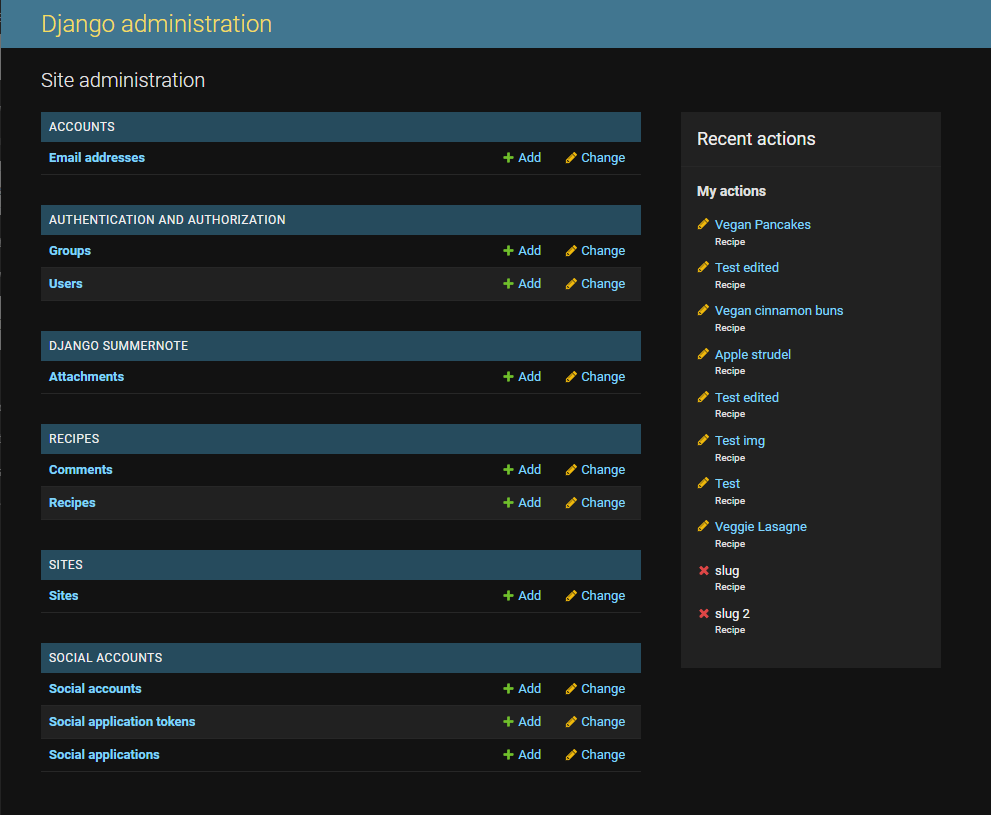 Django administration
Site administration
ACCOUNTS
Email addresses Add Change
AUTHENTICATION AND AUTHORIZATION
Groups Add Change
Users Add Change
DJANGO SUMMERNOTE
Attachments Add Change
RECIPES
Comments Add Change
Recipes Add Change
SITES
Sites Add Change
SOCIAL ACCOUNTS
Social accounts Add Change
Social application tokens Add Change
Social applications Add Change
Recent actions
My actions
Vegan Pancakes
Recipe
Test edited
Recipe
Vegan cinnamon buns
Recipe
Apple strudel
Recipe
Test edited
Recipe
Test img
Recipe
Test
Recipe
Veggie Lasagne
Recipe
slug
Recipe
slug 2
Recipe